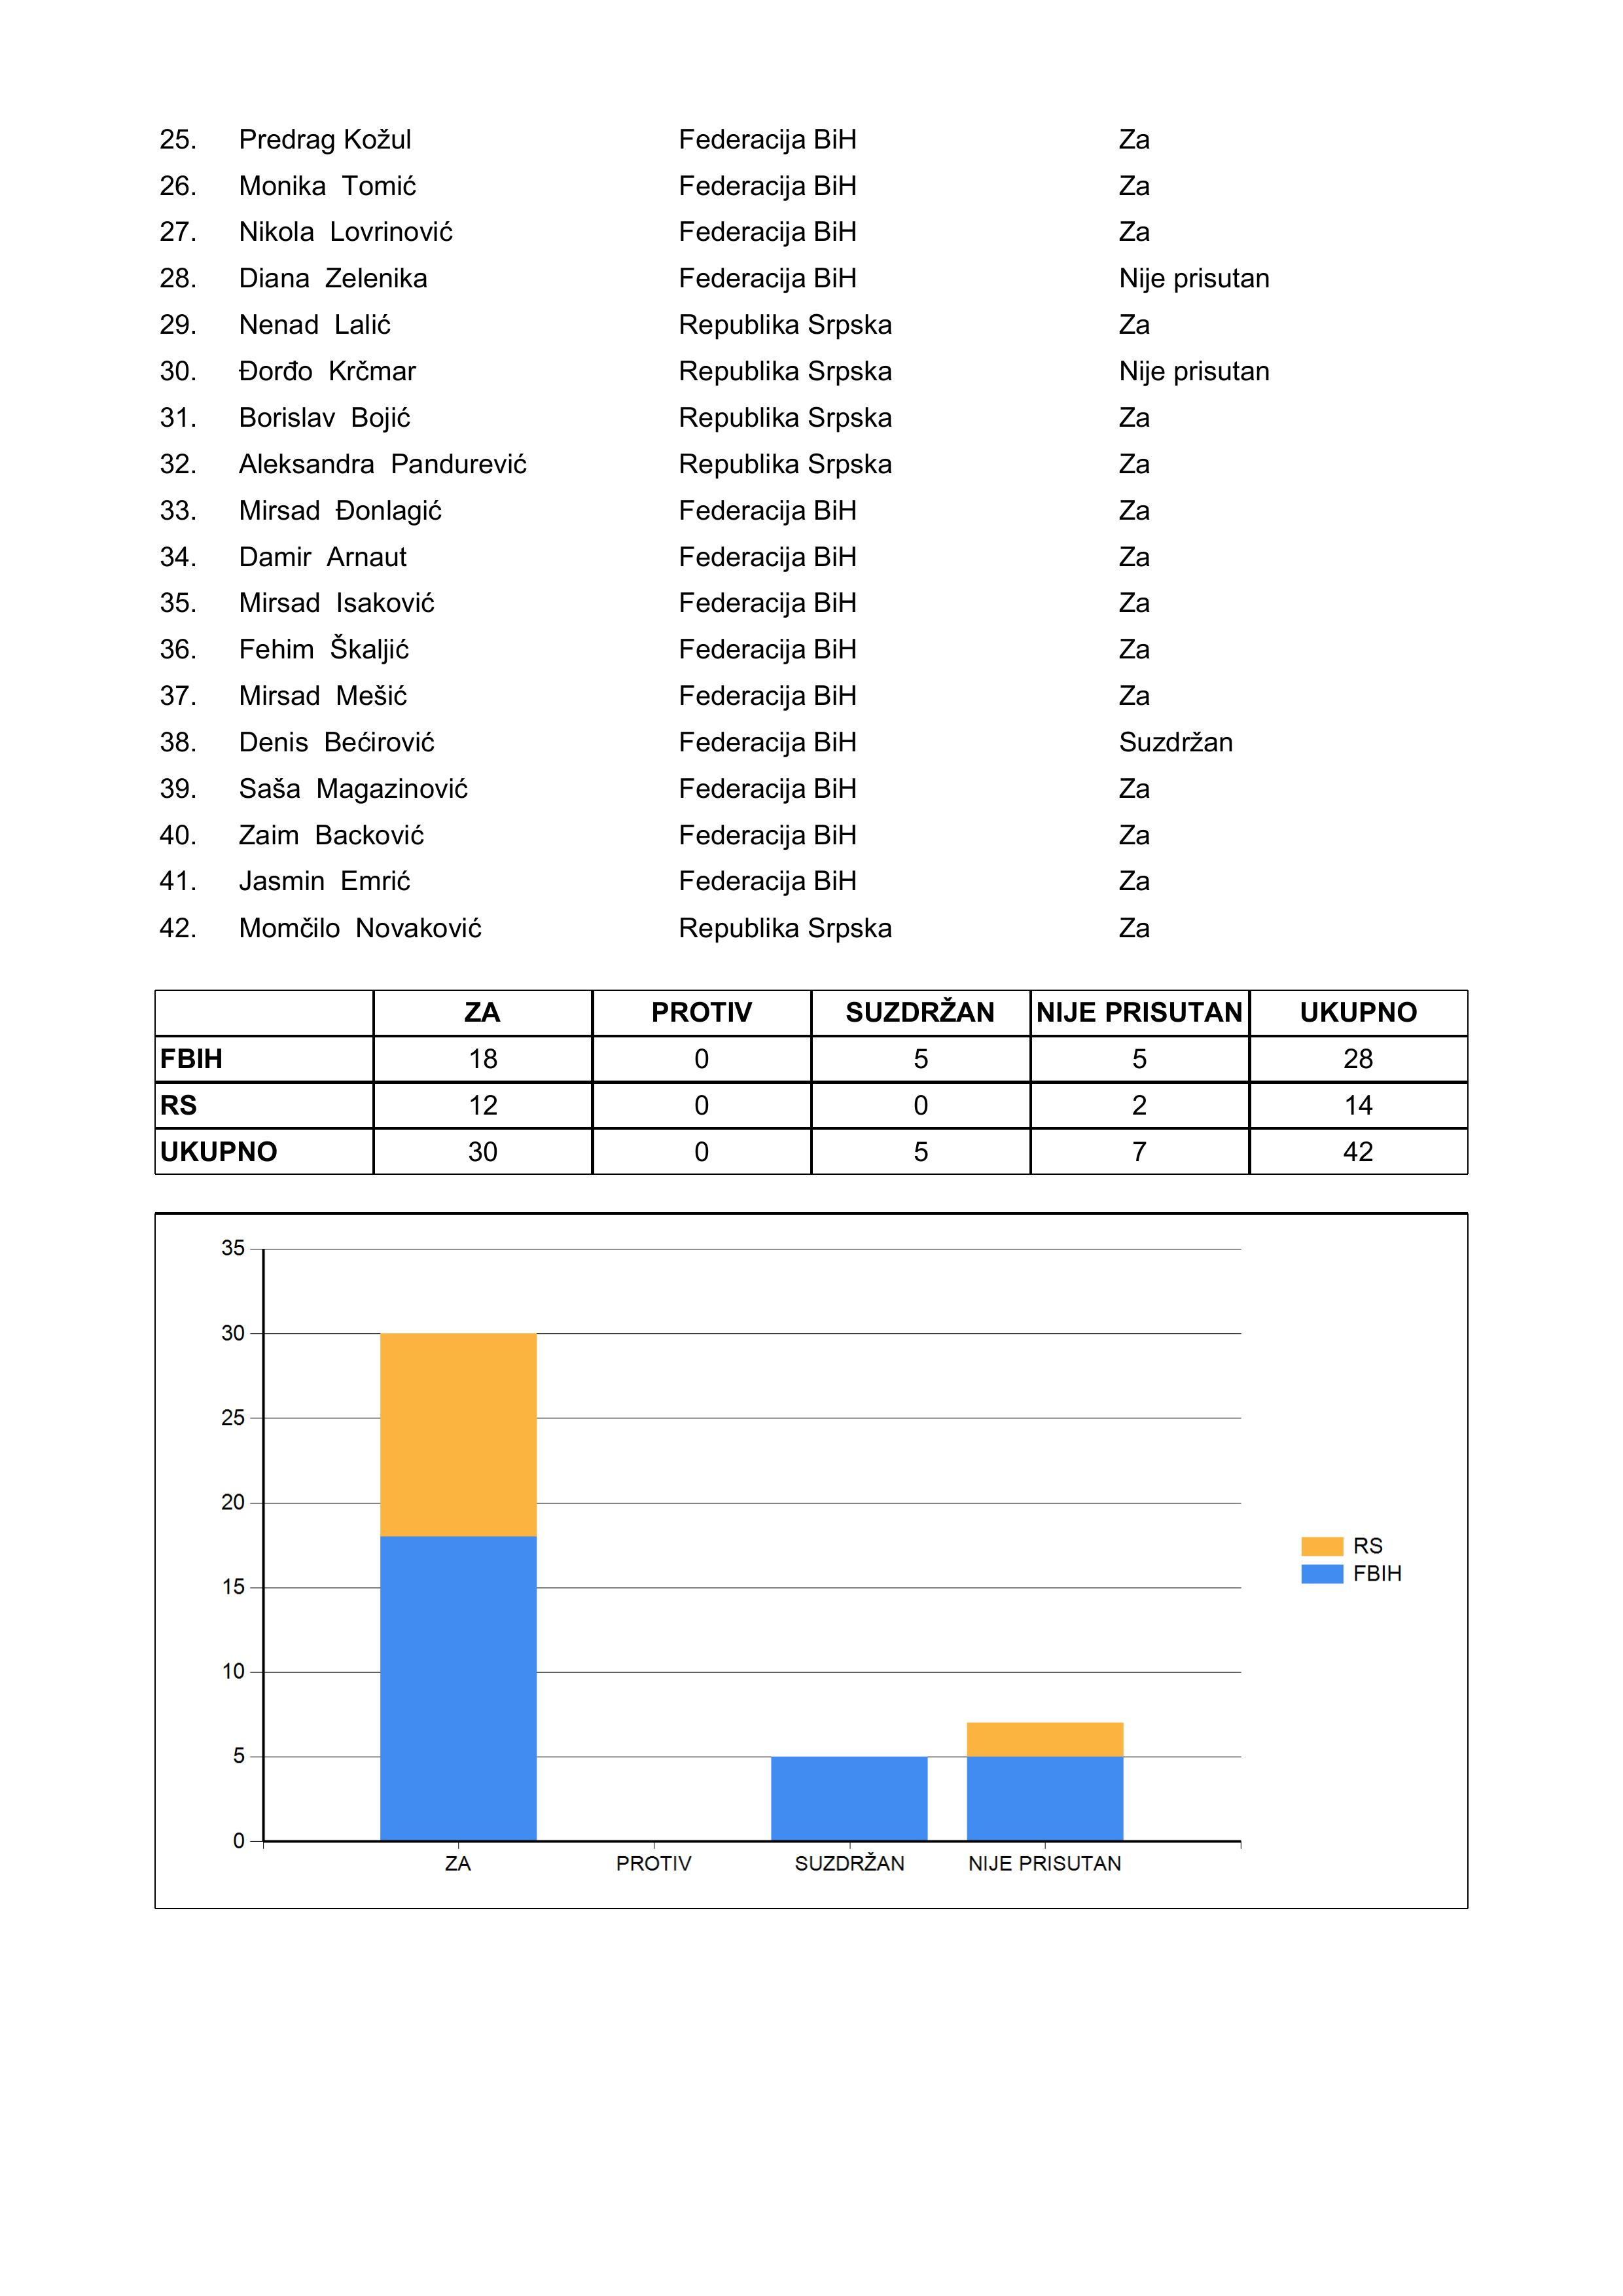 25. Predrag Kožul Federacija BiH Za
26. Monika Tomić Federacija BiH Za
27. Nikola Lovrinović Federacija BiH Za
28. Diana Zelenika Federacija BiH Nije prisutan
29. Nenad Lalić Republika Srpska Za
30. Đorđo Krčmar Republika Srpska Nije prisutan
31. Borislav Bojić Republika Srpska Za
32. Aleksandra Pandurević Republika Srpska Za
33. Mirsad Đonlagić Federacija BiH Za
34. Damir Arnaut Federacija BiH Za
35. Mirsad Isaković Federacija BiH Za
36. Fehim Škaljić Federacija BiH Za
37. Mirsad Mešić Federacija BiH Za
38. Denis Bećirović Federacija BiH Suzdržan
39. Saša Magazinović Federacija BiH Za
40. Zaim Backović Federacija BiH Za
41. Jasmin Emrić Federacija BiH Za
42. Momčilo Novaković Republika Srpska Za
ZA PROTIV SUZDRŽAN NIJE PRISUTAN UKUPNO
FBIH 18 0 5 5 28
RS 12 0 0 2 14
UKUPNO 30 0 5 7 42
35
30
25
20
15
10
5
0
ZA PROTIV SUZDRŽAN NIJE PRISUTAN
RS
FBIH